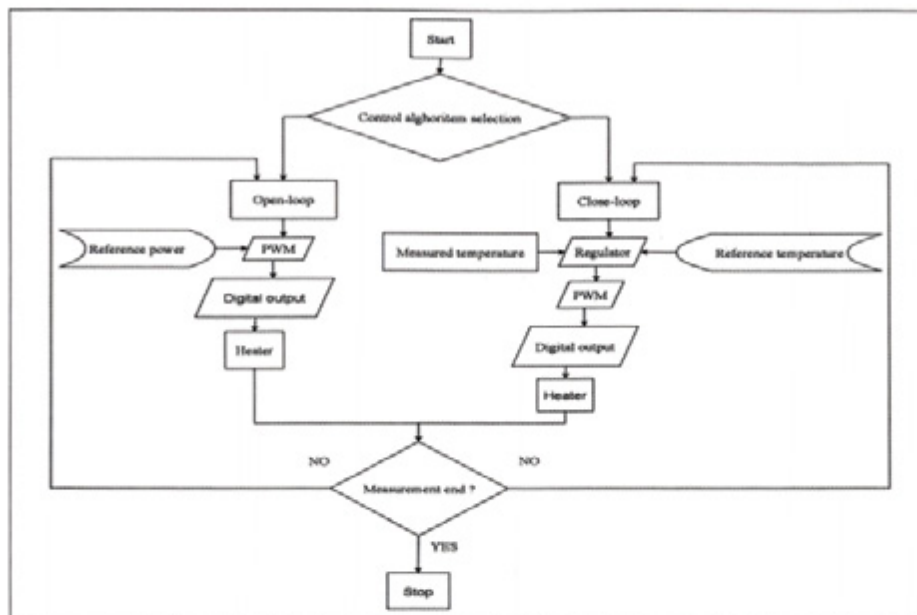 Start
Control alghoritem selection
Open-loop
Close-loop
Reference power
PWM
Measured temperature
Regulator
Reference temperature
Digital output
PWM
Heater
Digital output
Heater
NO
NO
Measurement end ?
YES
Stop